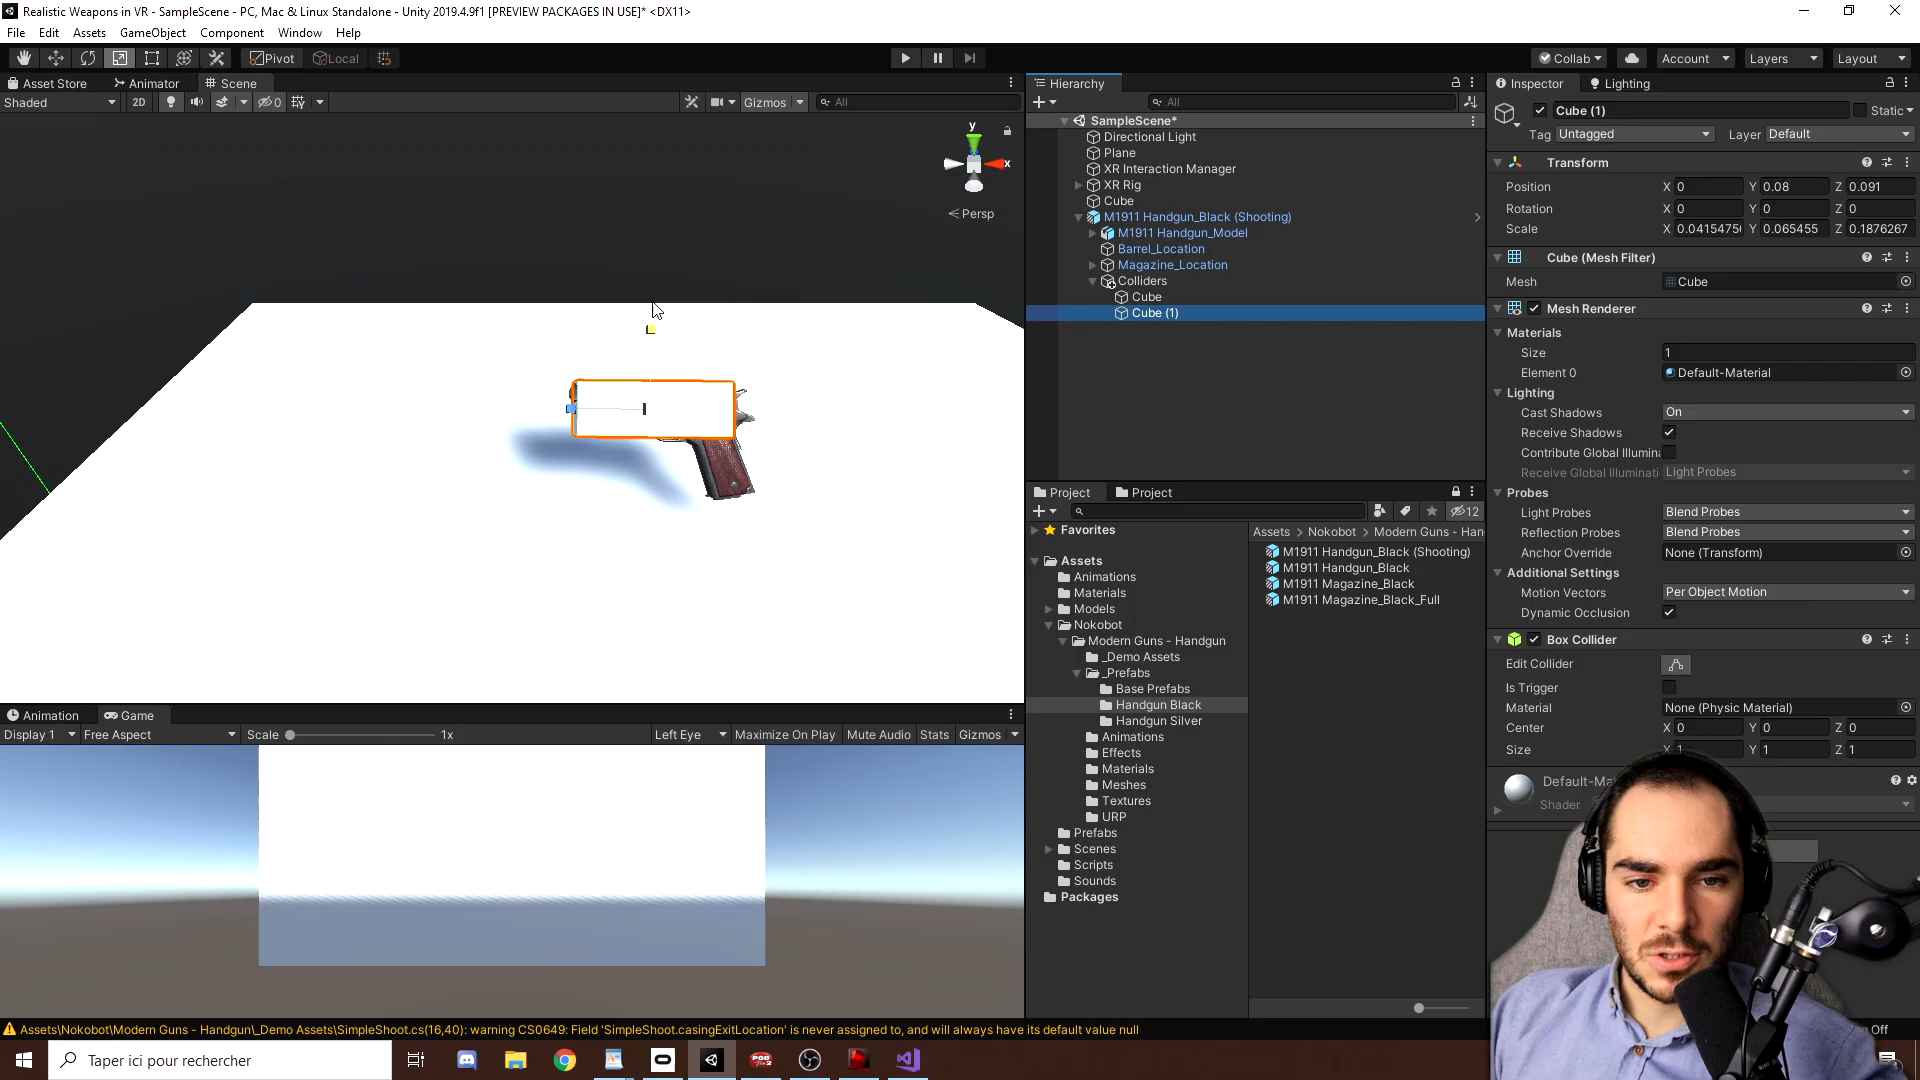 Realistic Weapons in VR - SampleScene - PC, Mac & Linux Standalone - Unity 2019.4.9f1 [PREVIEW PACKAGES IN USE]* <DX11>
File Edit Assets GameObject Component Window Help
Pivot Local Collab Account Layers Layout
Asset Store Animator Scene
Shaded 2D 0 Gizmos All
y
x
Persp
Hierarchy
All
SampleScene*
Directional Light
Plane
XR Interaction Manager
XR Rig
Cube
M1911 Handgun_Black (Shooting)
M1911 Handgun_Model
Barrel_Location
Magazine_Location
Colliders
Cube
Cube (1)
Project Project
12
Favorites
Assets
Animations
Materials
Models
Nokobot
Modern Guns - Handgun
_Demo Assets
_Prefabs
Base Prefabs
Handgun Black
Handgun Silver
Animations
Effects
Materials
Meshes
Textures
URP
Prefabs
Scenes
Scripts
Sounds
Packages
Assets > Nokobot > Modern Guns - Han
M1911 Handgun_Black (Shooting)
M1911 Handgun_Black
M1911 Magazine_Black
M1911 Magazine_Black_Full
Inspector Lighting
Cube (1) Static
Tag Untagged Layer Default
Transform
Position X 0 Y 0.08 Z 0.091
Rotation X 0 Y 0 Z 0
Scale X 0.0415475 Y 0.065455 Z 0.1876267
Cube (Mesh Filter)
Mesh Cube
Mesh Renderer
Materials
Size 1
Element 0 Default-Material
Lighting
Cast Shadows On
Receive Shadows
Contribute Global Illumina
Receive Global Illuminati Light Probes
Probes
Light Probes Blend Probes
Reflection Probes Blend Probes
Anchor Override None (Transform)
Additional Settings
Motion Vectors Per Object Motion
Dynamic Occlusion
Box Collider
Edit Collider
Is Trigger
Material None (Physic Material)
Center X 0 Y 0 Z 0
Size X 1 Y 1 Z 1
Default-Ma
Shader
Animation Game
Display 1 Free Aspect Scale 1x Left Eye Maximize On Play Mute Audio Stats Gizmos
Assets\Nokobot\Modern Guns - Handgun\_Demo Assets\SimpleShoot.cs(16,40): warning CS0649: Field 'SimpleShoot.casingExitLocation' is never assigned to, and will always have its default value null
Off
Taper ici pour rechercher